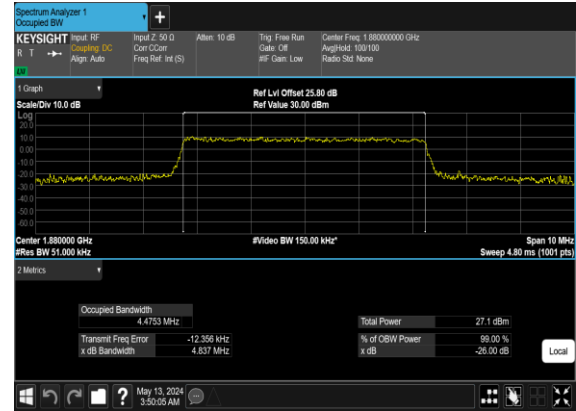 Spectrum Analyzer 1
Occupied BW
KEYSIGHT Input: RF Input Z: 50 Ω Atten: 10 dB Trig: Free Run Center Freq: 1.880000000 GHz
R T Coupling: DC Corr CCorr Gate: Off Avg|Hold: 100/100
Align: Auto Freq Ref: Int (S) #IF Gain: Low Radio Std: None
LV
1 Graph
Ref Lvl Offset 25.80 dB
Scale/Div 10.0 dB Ref Value 30.00 dBm
Log
20.0
10.0
0.00
-10.0
-20.0
-30.0
-40.0
-50.0
-60.0
Center 1.880000 GHz #Video BW 150.00 kHz* Span 10 MHz
#Res BW 51.000 kHz Sweep 4.80 ms (1001 pts)
2 Metrics
Occupied Bandwidth
4.4753 MHz Total Power 27.1 dBm
Transmit Freq Error -12.356 kHz % of OBW Power 99.00 %
x dB Bandwidth 4.837 MHz x dB -26.00 dB
Local
May 13, 2024
3:50:05 AM